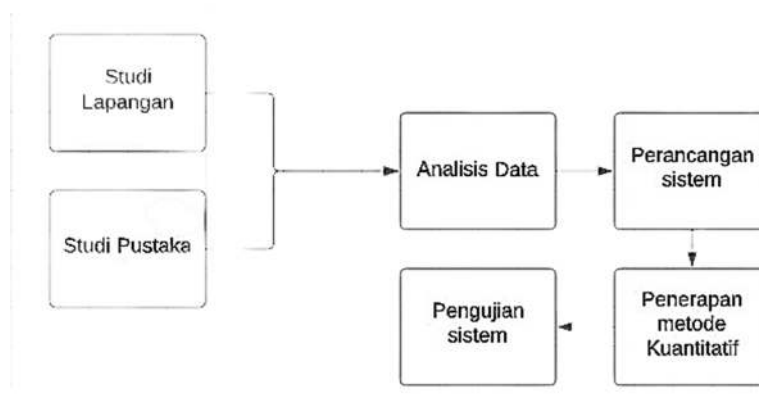 Studi
Lapangan
Studi Pustaka
Analisis Data
Perancangan
sistem
Penerapan
metode
Kuantitatif
Pengujian
sistem